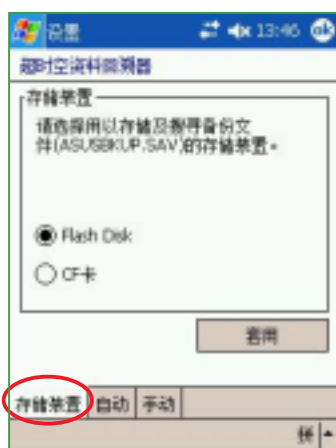 设置 13:46 ok
超时空资料回溯器
存储装置
请选择用以存储及搜寻备份文
件(ASUSBKUP.SAV)的存储装置。
Flash Disk
CF卡
套用
存储装置 自动 手动
拼